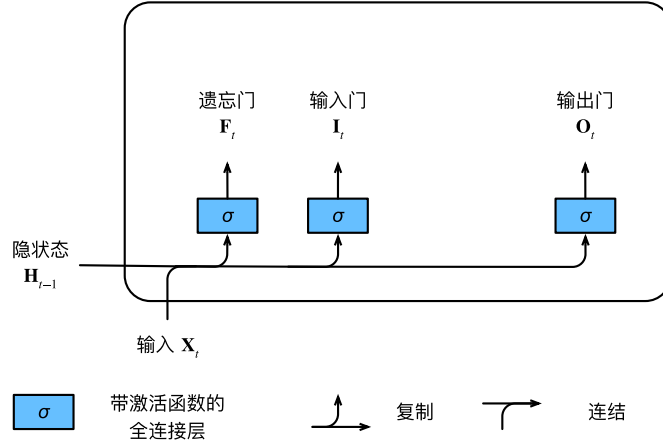 遗忘门 输入门 输出门
F_t I_t O_t
σ σ σ
隐状态
H_{t−1}
输入 X_t
σ 带激活函数的 复制 连结
全连接层